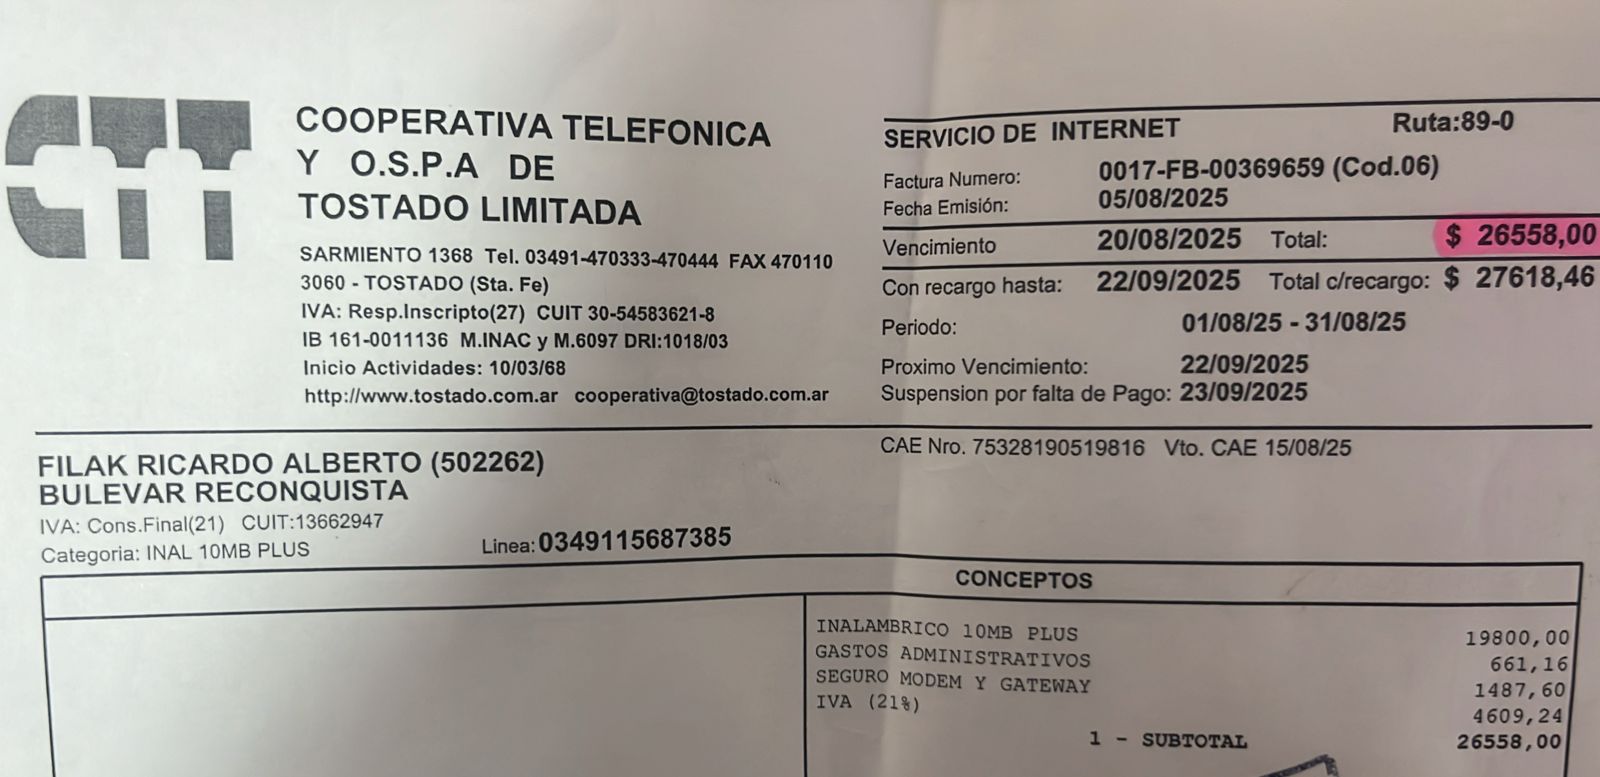 CTT
COOPERATIVA TELEFONICA
Y O.S.P.A DE
TOSTADO LIMITADA
SARMIENTO 1368 Tel. 03491-470333-470444 FAX 470110
3060 - TOSTADO (Sta. Fe)
IVA: Resp.Inscripto(27) CUIT 30-54583621-8
IB 161-0011136 M.INAC y M.6097 DRI:1018/03
Inicio Actividades: 10/03/68
http://www.tostado.com.ar cooperativa@tostado.com.ar
SERVICIO DE INTERNET Ruta:89-0
Factura Numero: 0017-FB-00369659 (Cod.06)
Fecha Emisión: 05/08/2025
Vencimiento 20/08/2025 Total: $ 26558,00
Con recargo hasta: 22/09/2025 Total c/recargo: $ 27618,46
Periodo: 01/08/25 - 31/08/25
Proximo Vencimiento: 22/09/2025
Suspension por falta de Pago: 23/09/2025
CAE Nro. 75328190519816 Vto. CAE 15/08/25
FILAK RICARDO ALBERTO (502262)
BULEVAR RECONQUISTA
IVA: Cons.Final(21) CUIT:13662947
Categoria: INAL 10MB PLUS Linea: 0349115687385
CONCEPTOS
INALAMBRICO 10MB PLUS 19800,00
GASTOS ADMINISTRATIVOS 661,16
SEGURO MODEM Y GATEWAY 1487,60
IVA (21%) 4609,24
1 - SUBTOTAL 26558,00